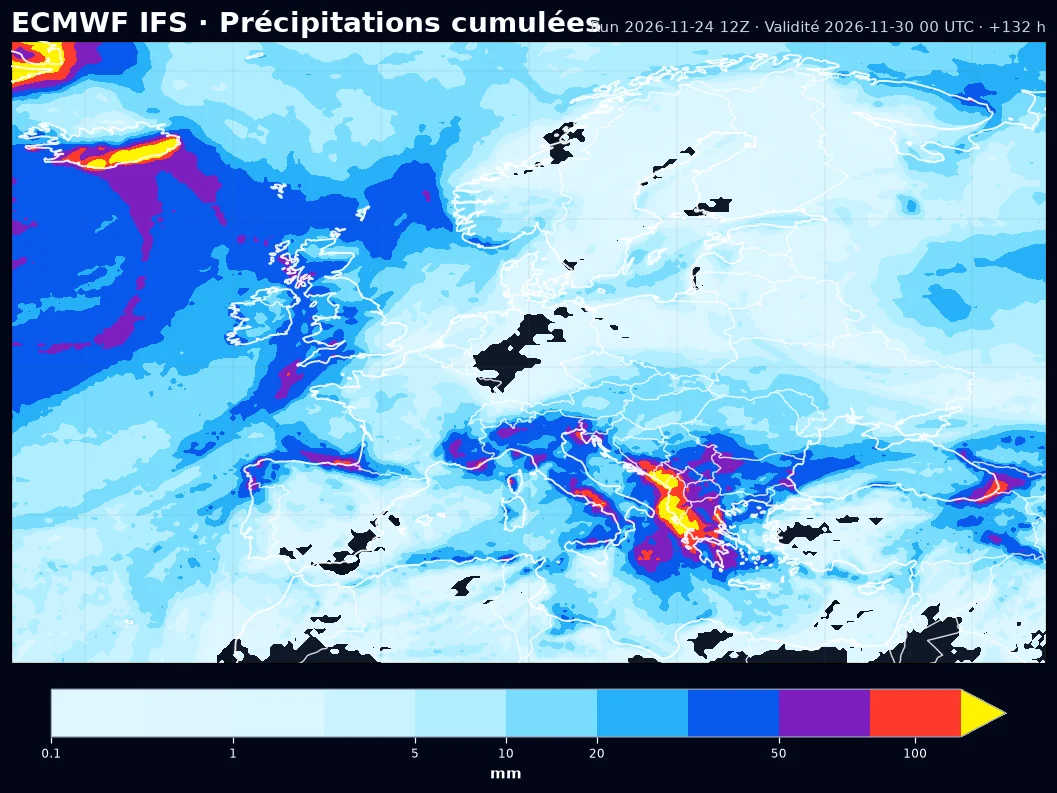 ECMWF IFS · Précipitations cumulées
Run 2026-11-24 12Z · Validité 2026-11-30 00 UTC · +132 h
0.1 1 5 10 20 50 100
mm